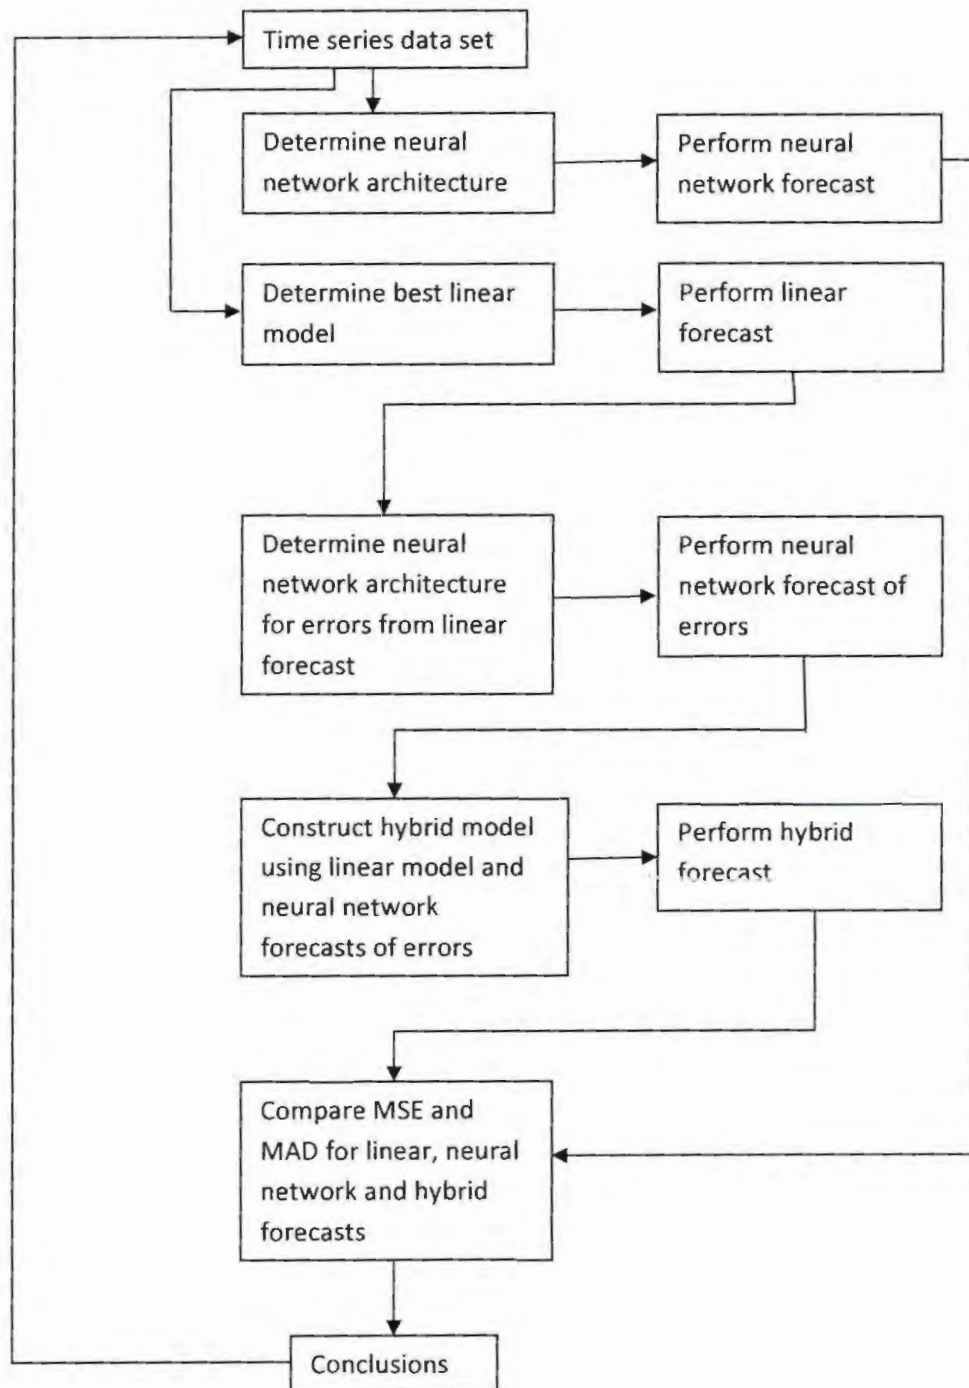 Time series data set
Determine neural
network architecture
Perform neural
network forecast
Determine best linear
model
Perform linear
forecast
Determine neural
network architecture
for errors from linear
forecast
Perform neural
network forecast of
errors
Construct hybrid model
using linear model and
neural network
forecasts of errors
Perform hybrid
forecast
Compare MSE and
MAD for linear, neural
network and hybrid
forecasts
Conclusions